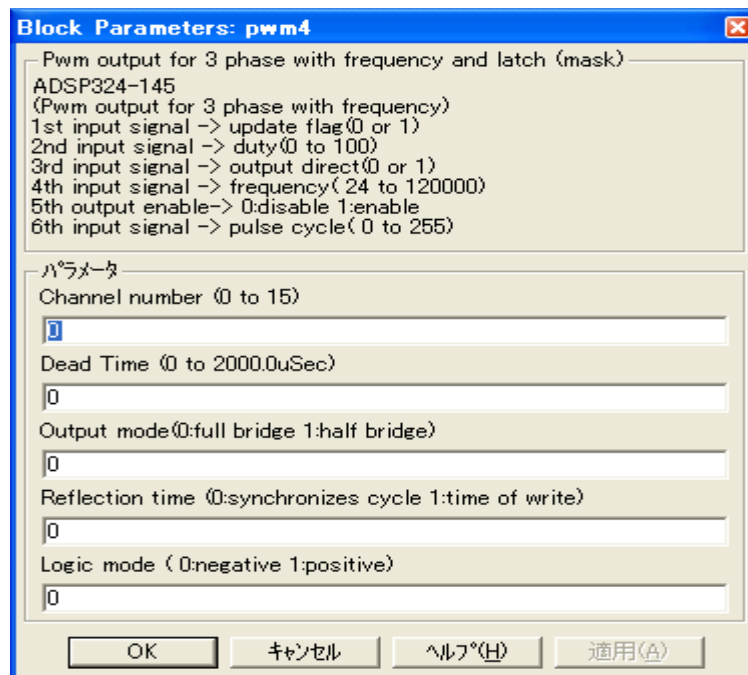 Block Parameters: pwm4
Pwm output for 3 phase with frequency and latch (mask)
ADSP324-145
(Pwm output for 3 phase with frequency)
1st input signal -> update flag(0 or 1)
2nd input signal -> duty(0 to 100)
3rd input signal -> output direct(0 or 1)
4th input signal -> frequency( 24 to 120000)
5th output enable-> 0:disable 1:enable
6th input signal -> pulse cycle( 0 to 255)
パラメータ
Channel number (0 to 15)
0
Dead Time (0 to 2000.0uSec)
0
Output mode(0:full bridge 1:half bridge)
0
Reflection time (0:synchronizes cycle 1:time of write)
0
Logic mode ( 0:negative 1:positive)
0
OK キャンセル ヘルプ(H) 適用(A)